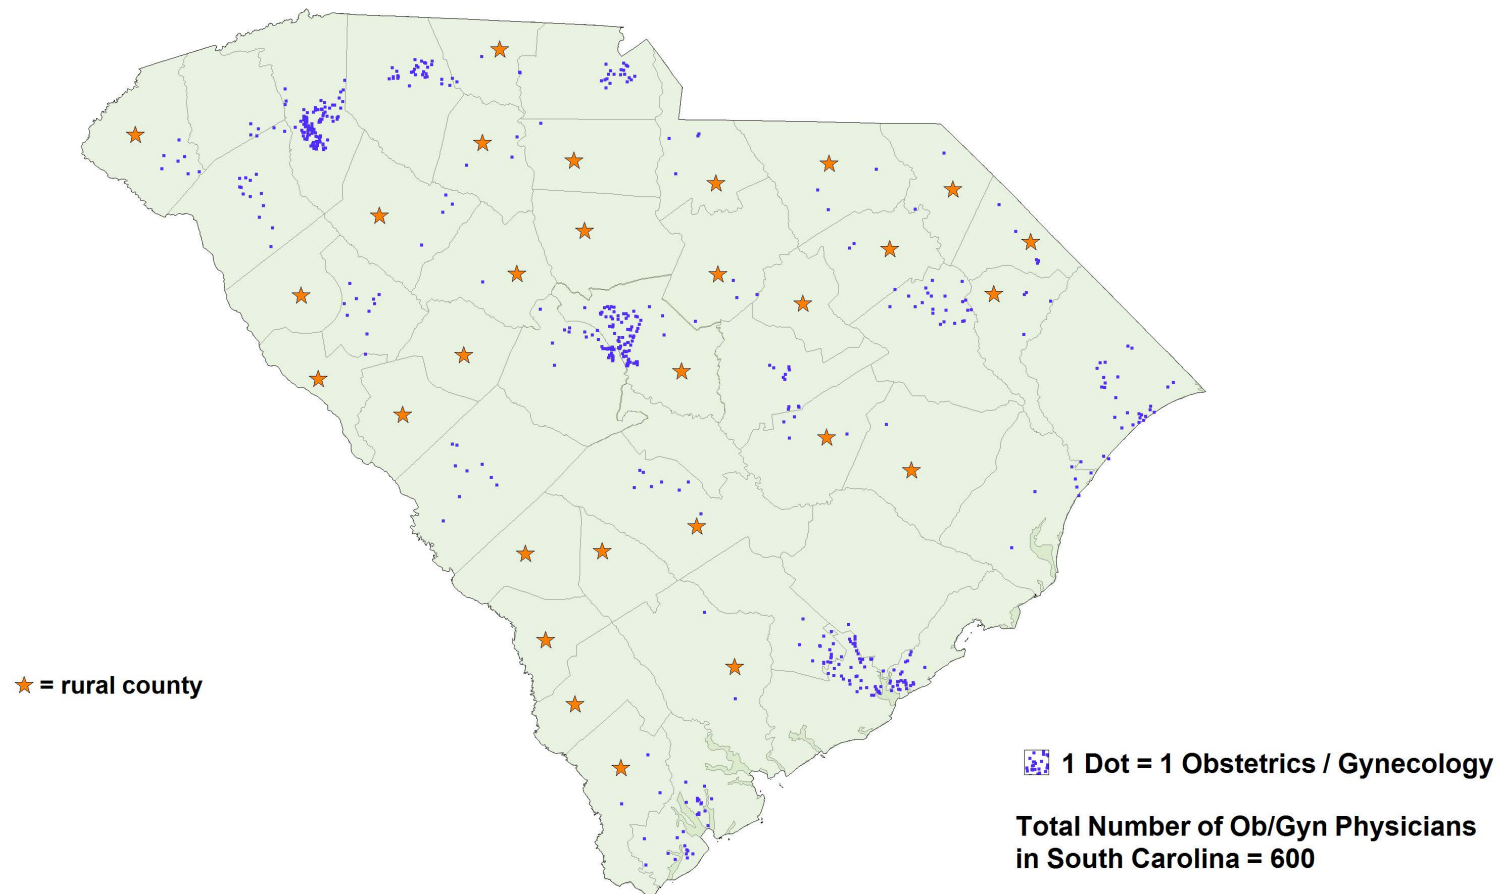 = rural county
1 Dot = 1 Obstetrics / Gynecology
Total Number of Ob/Gyn Physicians
in South Carolina = 600